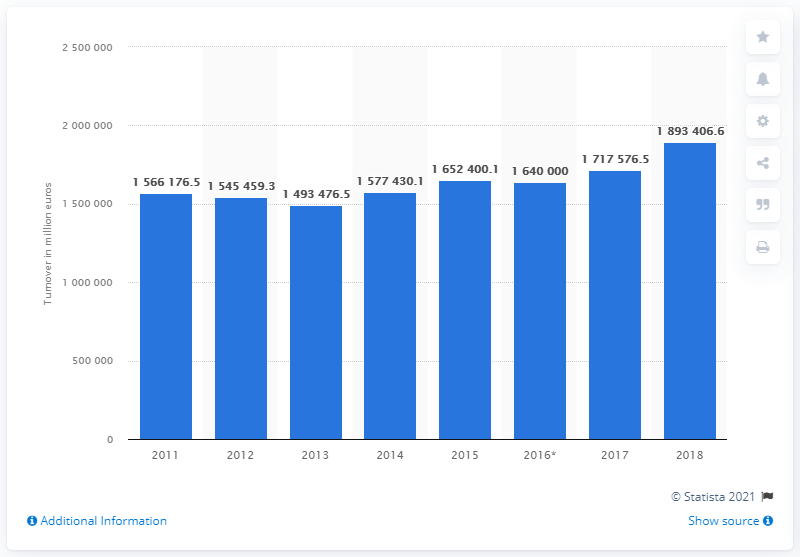 2 500 000
2 000 000
1 500 000
1 000 000
500 000
0
Turnover in million euros
1 566 176.5
1 545 459.3
1 493 476.5
1 577 430.1
1 652 400.1
1 640 000
1 717 576.5
1 893 406.6
2011
2012
2013
2014
2015
2016*
2017
2018
© Statista 2021
Additional Information
Show source